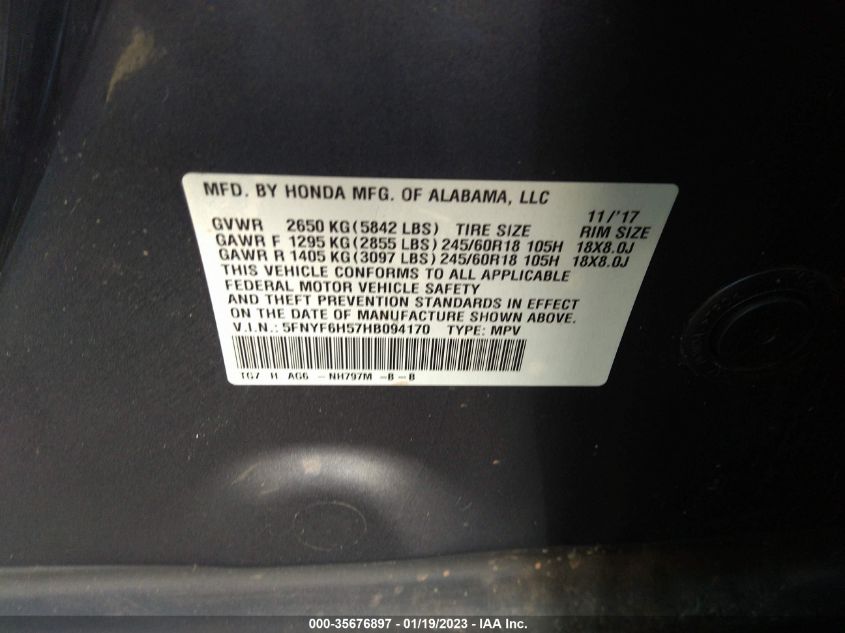 MFD. BY HONDA MFG. OF ALABAMA, LLC
11/'17
GVWR 2650 KG(5842 LBS) TIRE SIZE RIM SIZE
GAWR F 1295 KG(2855 LBS)245/60R18 105H 18X8.0J
GAWR R 1405 KG(3097 LBS)245/60R18 105H 18X8.0J
THIS VEHICLE CONFORMS TO ALL APPLICABLE
FEDERAL MOTOR VEHICLE SAFETY
AND THEFT PREVENTION STANDARDS IN EFFECT
ON THE DATE OF MANUFACTURE SHOWN ABOVE.
V.I.N.: 5FNYF6H57HB094170 TYPE: MPV
TG7 H AG6 - NH797M -B-B
000-35676897 - 01/19/2023 - IAA Inc.